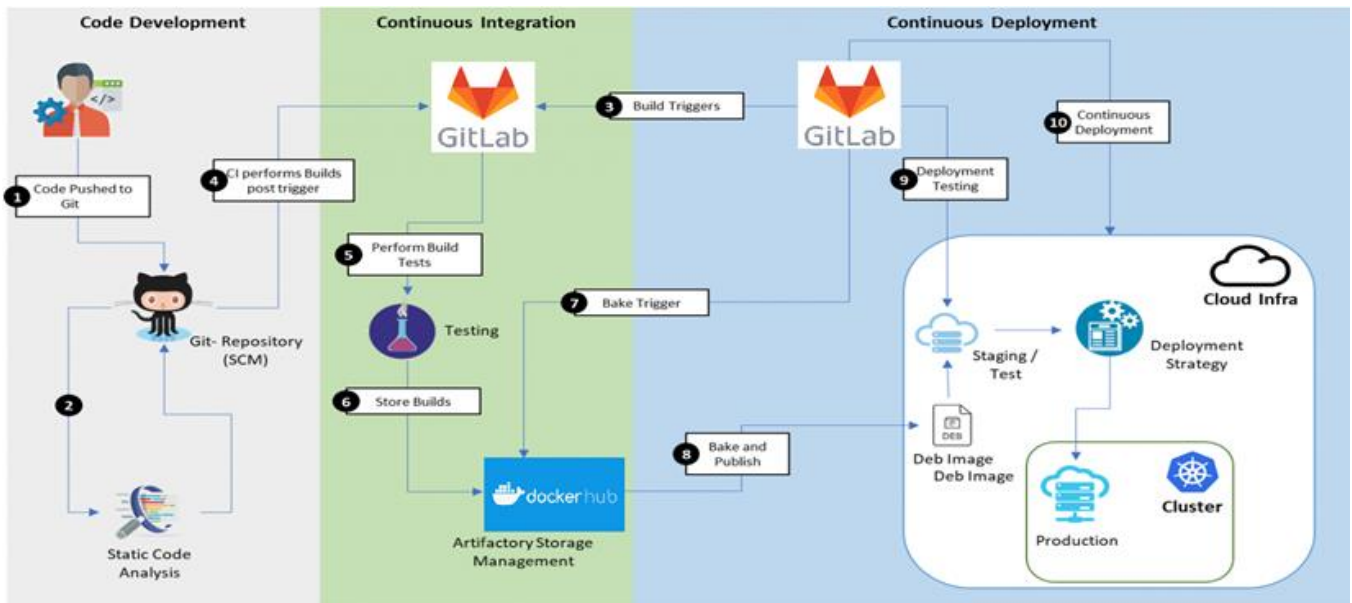 Code Development
Continuous Integration
Continuous Deployment
</>
GitLab
3
Build Triggers
GitLab
10
Continuous
Deployment
4
CI performs Builds
post trigger
9
Deployment
Testing
1
Code Pushed to
Git
5
Perform Build
Tests
Cloud Infra
7
Bake Trigger
Git- Repository
(SCM)
Testing
Staging /
Test
Deployment
Strategy
2
6
Store Builds
8
Bake and
Publish
DEB
Deb Image
Deb Image
dockerhub
Cluster
Production
Static Code
Analysis
Artifactory Storage
Management